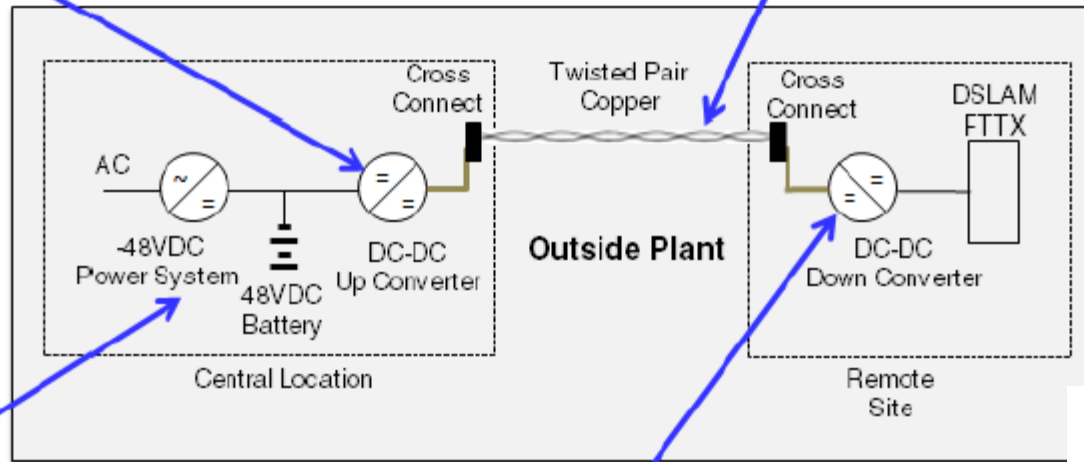 Cross
Connect
Twisted Pair
Copper
Cross
Connect
DSLAM
FTTX
AC
~
=
=
=
=
=
-48VDC
Power System
48VDC
Battery
DC-DC
Up Converter
Outside Plant
DC-DC
Down Converter
Central Location
Remote
Site